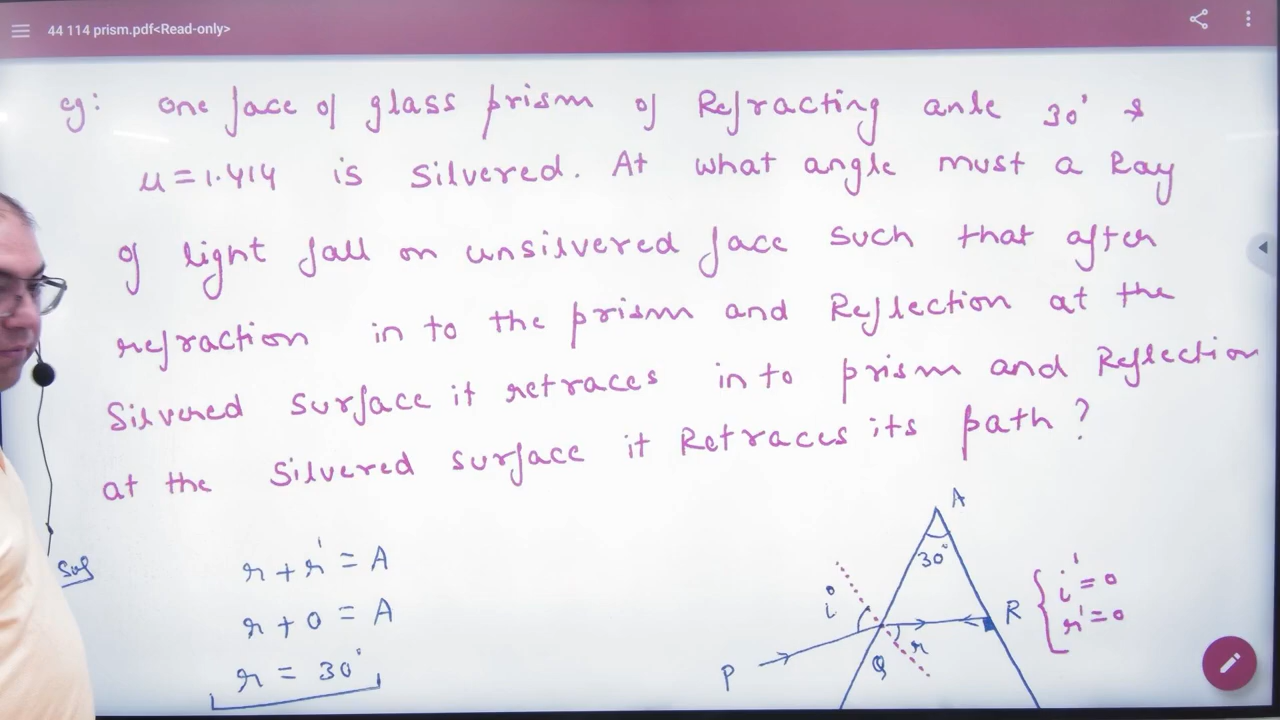 44 114 prism.pdf<Read-only>
eg: one face of glass prism of Refracting anle 30° &
μ = 1.414 is silvered. At what angle must a Ray
of light fall on unsilvered face such that after
refraction in to the prism and Reflection at the
Silvered surface it retraces in to prism and Reflection
at the Silvered surface it Retraces its path ?
Sol
r + r' = A
r + 0 = A
r = 30°
A
30°
i
P
Q
r
R
i' = 0
r' = 0